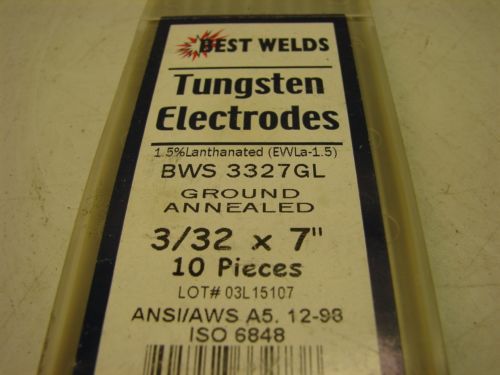 BEST WELDS
Tungsten
Electrodes
1.5%Lanthanated (EWLa-1.5)
BWS 3327GL
GROUND
ANNEALED
3/32 x 7"
10 Pieces
LOT# 03L15107
ANSI/AWS A5. 12-98
ISO 6848